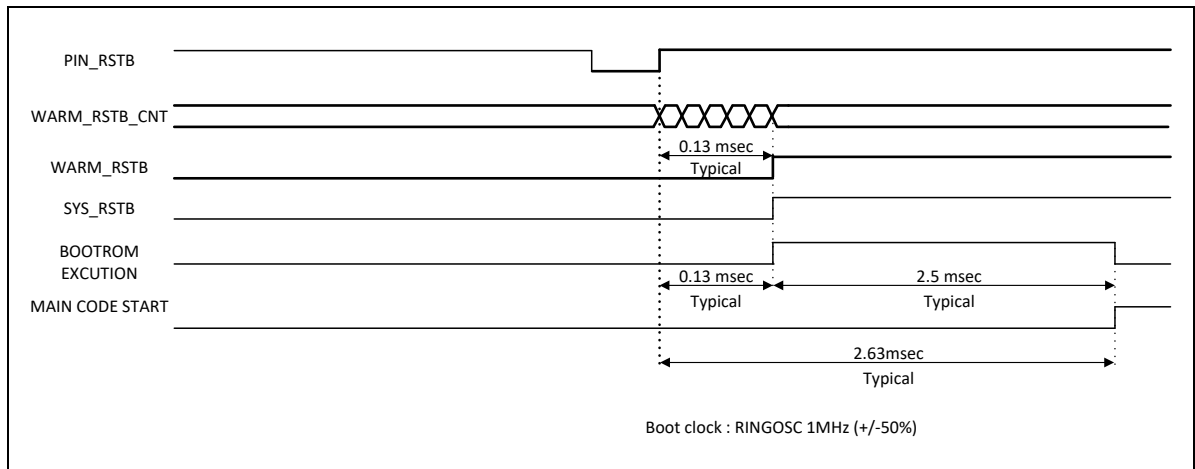 PIN_RSTB
WARM_RSTB_CNT
0.13 msec
Typical
WARM_RSTB
SYS_RSTB
BOOTROM
EXCUTION
0.13 msec
Typical
2.5 msec
Typical
MAIN CODE START
2.63msec
Typical
Boot clock : RINGOSC 1MHz (+/-50%)